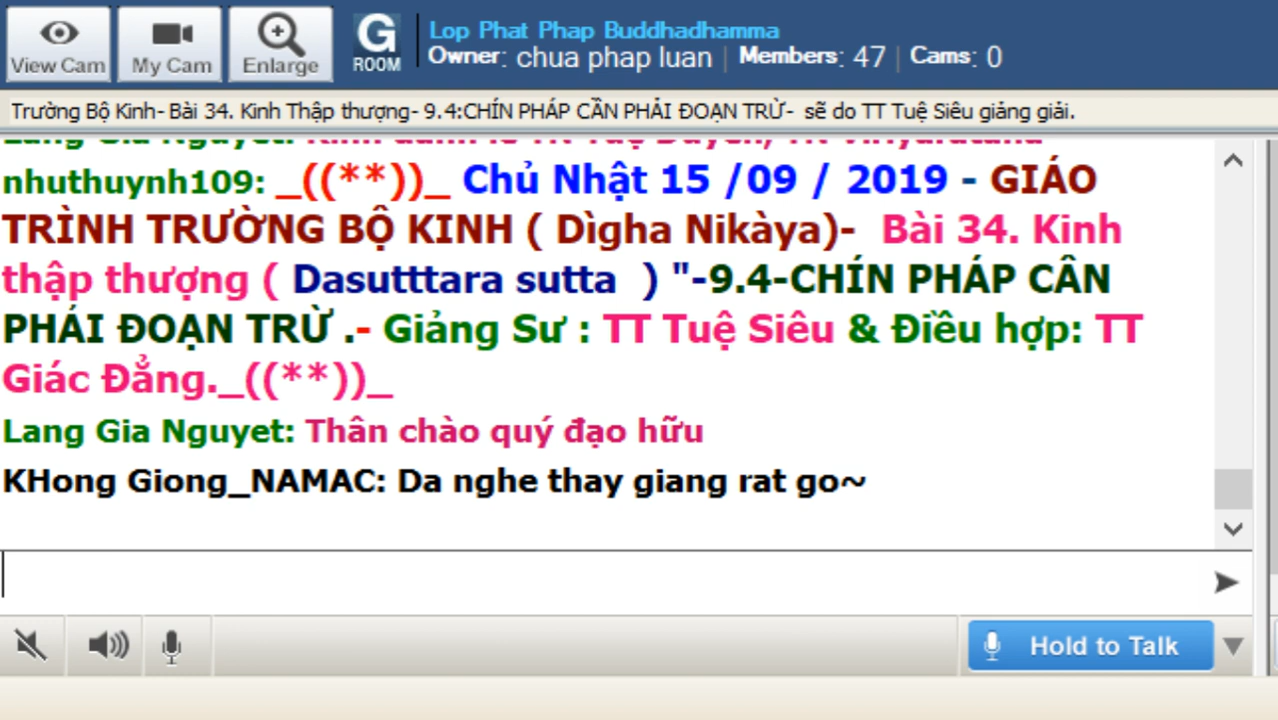 Lop Phat Phap Buddhadhamma
View Cam
My Cam
Enlarge
G
ROOM
Owner: chua phap luan | Members: 47 | Cams: 0
Trường Bộ Kinh- Bài 34. Kinh Thập thượng- 9.4:CHÍN PHÁP CẦN PHẢI ĐOẠN TRỪ- sẽ do TT Tuệ Siêu giảng giải.
nhuthuynh109: _((**))_ Chủ Nhật 15 /09 / 2019 - GIÁO
TRÌNH TRƯỜNG BỘ KINH ( Dìgha Nikàya)- Bài 34. Kinh
thập thượng ( Dasutttara sutta ) "-9.4-CHÍN PHÁP CẦN
PHẢI ĐOẠN TRỪ .- Giảng Sư : TT Tuệ Siêu & Điều hợp: TT
Giác Đẳng._((**))_
Lang Gia Nguyet: Thân chào quý đạo hữu
KHong Giong_NAMAC: Da nghe thay giang rat go~
Hold to Talk